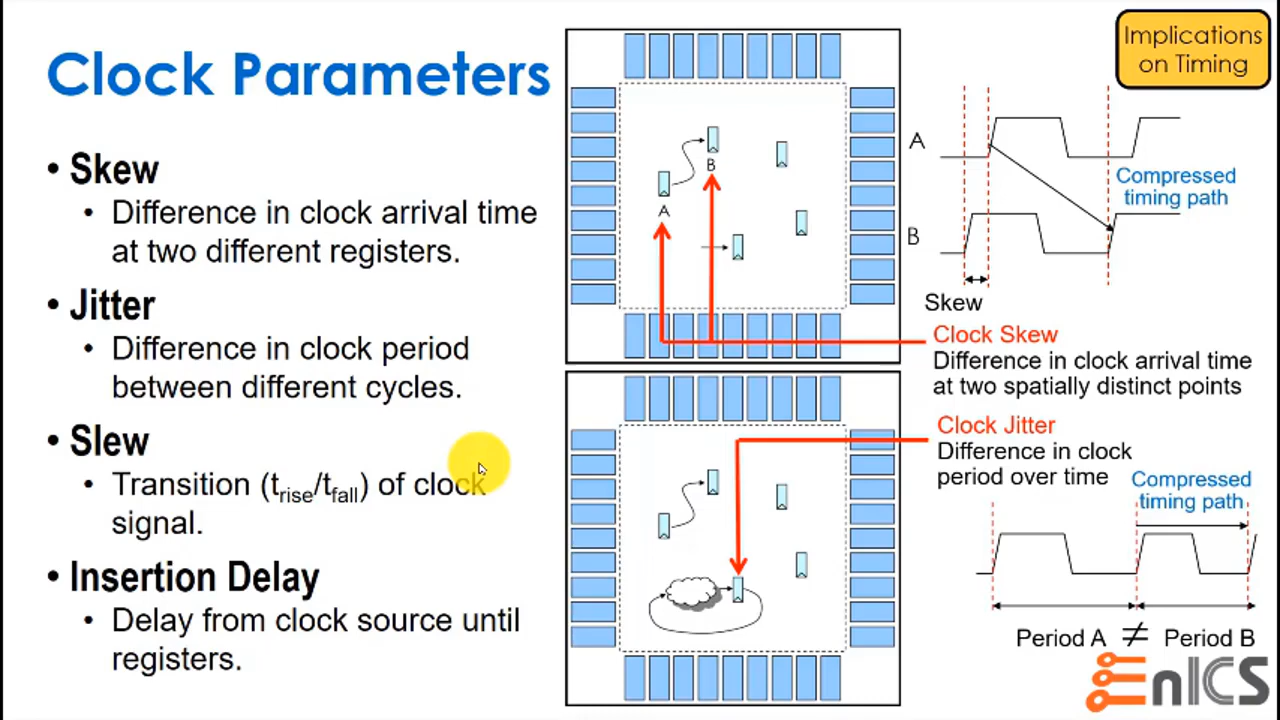 Clock Parameters
Implications
on Timing
• Skew
• Difference in clock arrival time
at two different registers.
• Jitter
• Difference in clock period
between different cycles.
• Slew
• Transition (trise/tfall) of clock
signal.
• Insertion Delay
• Delay from clock source until
registers.
B
A
A
Compressed
timing path
B
Skew
Clock Skew
Difference in clock arrival time
at two spatially distinct points
Clock Jitter
Difference in clock
period over time
Compressed
timing path
Period A ≠ Period B
EnICS